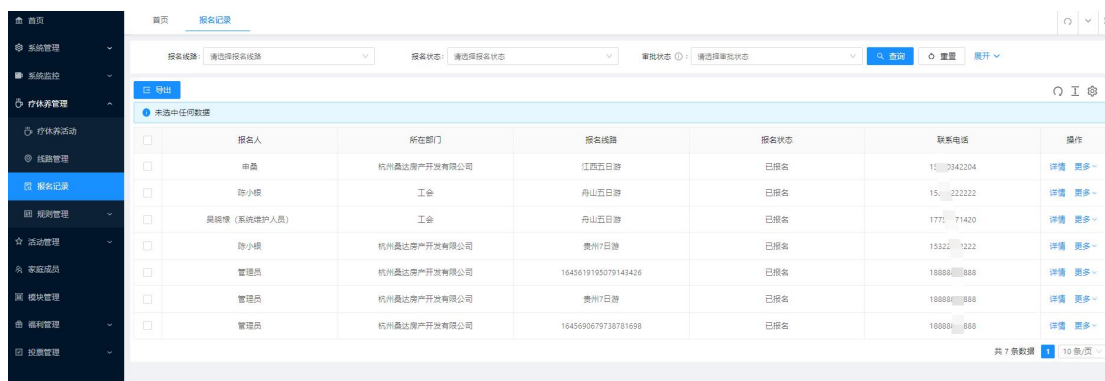 首页
系统管理
系统监控
疗休养管理
疗休养活动
线路管理
报名记录
规则管理
活动管理
家庭成员
模块管理
福利管理
投票管理
首页 报名记录
报名线路: 请选择报名线路 报名状态: 请选择报名状态 审批状态 : 请选择审批状态 查询 重置 展开
导出
未选中任何数据
报名人 所在部门 报名线路 报名状态 联系电话 操作
申桑 杭州桑达房产开发有限公司 江西五日游 已报名 详情 更多
陈小根 工会 舟山五日游 已报名 详情 更多
(系统维护人员) 工会 舟山五日游 已报名 详情 更多
陈小根 杭州桑达房产开发有限公司 贵州7日游 已报名 详情 更多
管理员 杭州桑达房产开发有限公司 1645619195079143426 已报名 详情 更多
管理员 杭州桑达房产开发有限公司 贵州7日游 已报名 详情 更多
管理员 杭州桑达房产开发有限公司 1645690679738781698 已报名 详情 更多
共 7 条数据 1 10 条/页